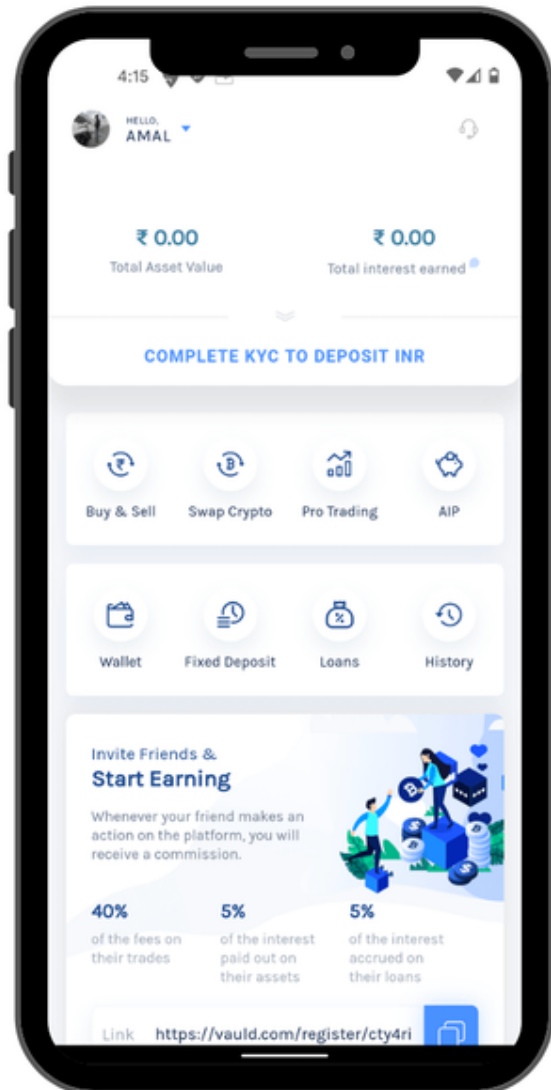 4:15
HELLO,
AMAL
₹ 0.00
₹ 0.00
Total Asset Value
Total interest earned
COMPLETE KYC TO DEPOSIT INR
Buy & Sell
Swap Crypto
Pro Trading
AIP
Wallet
Fixed Deposit
Loans
History
Invite Friends &
Start Earning
Whenever your friend makes an
action on the platform, you will
receive a commission.
40%
of the fees on
their trades
5%
of the interest
paid out on
their assets
5%
of the interest
accrued on
their loans
Link https://vauld.com/register/cty4ri